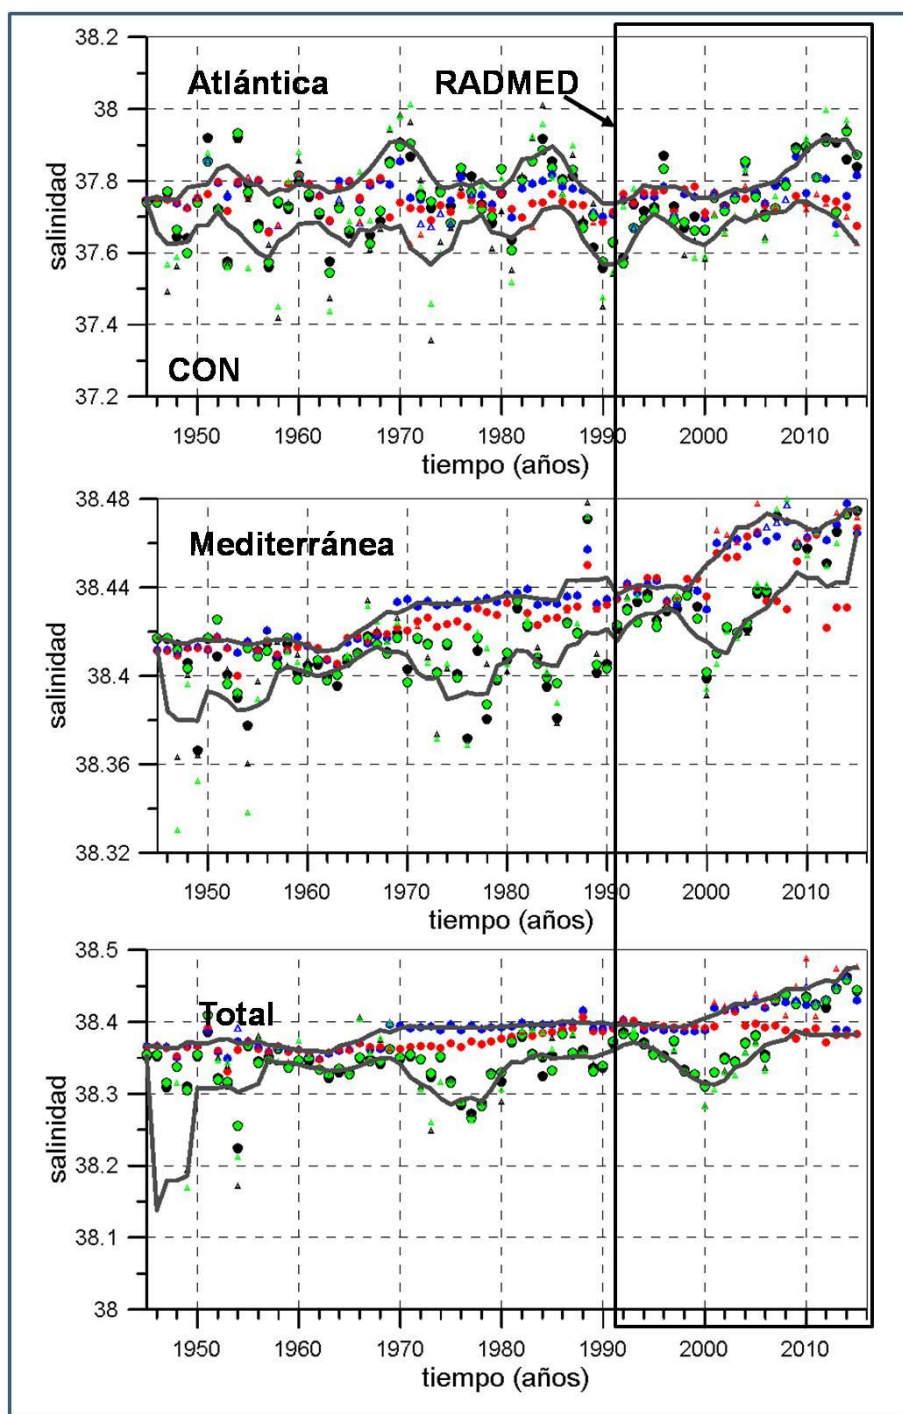 38.2
Atlántica
RADMED
38
37.8
salinidad
37.6
37.4
CON
37.2
1950 1960 1970 1980 1990 2000 2010
tiempo (años)
38.48
Mediterránea
38.44
salinidad
38.4
38.36
38.32
1950 1960 1970 1980 1990 2000 2010
tiempo (años)
38.5
Total
38.4
38.3
salinidad
38.2
38.1
38
1950 1960 1970 1980 1990 2000 2010
tiempo (años)